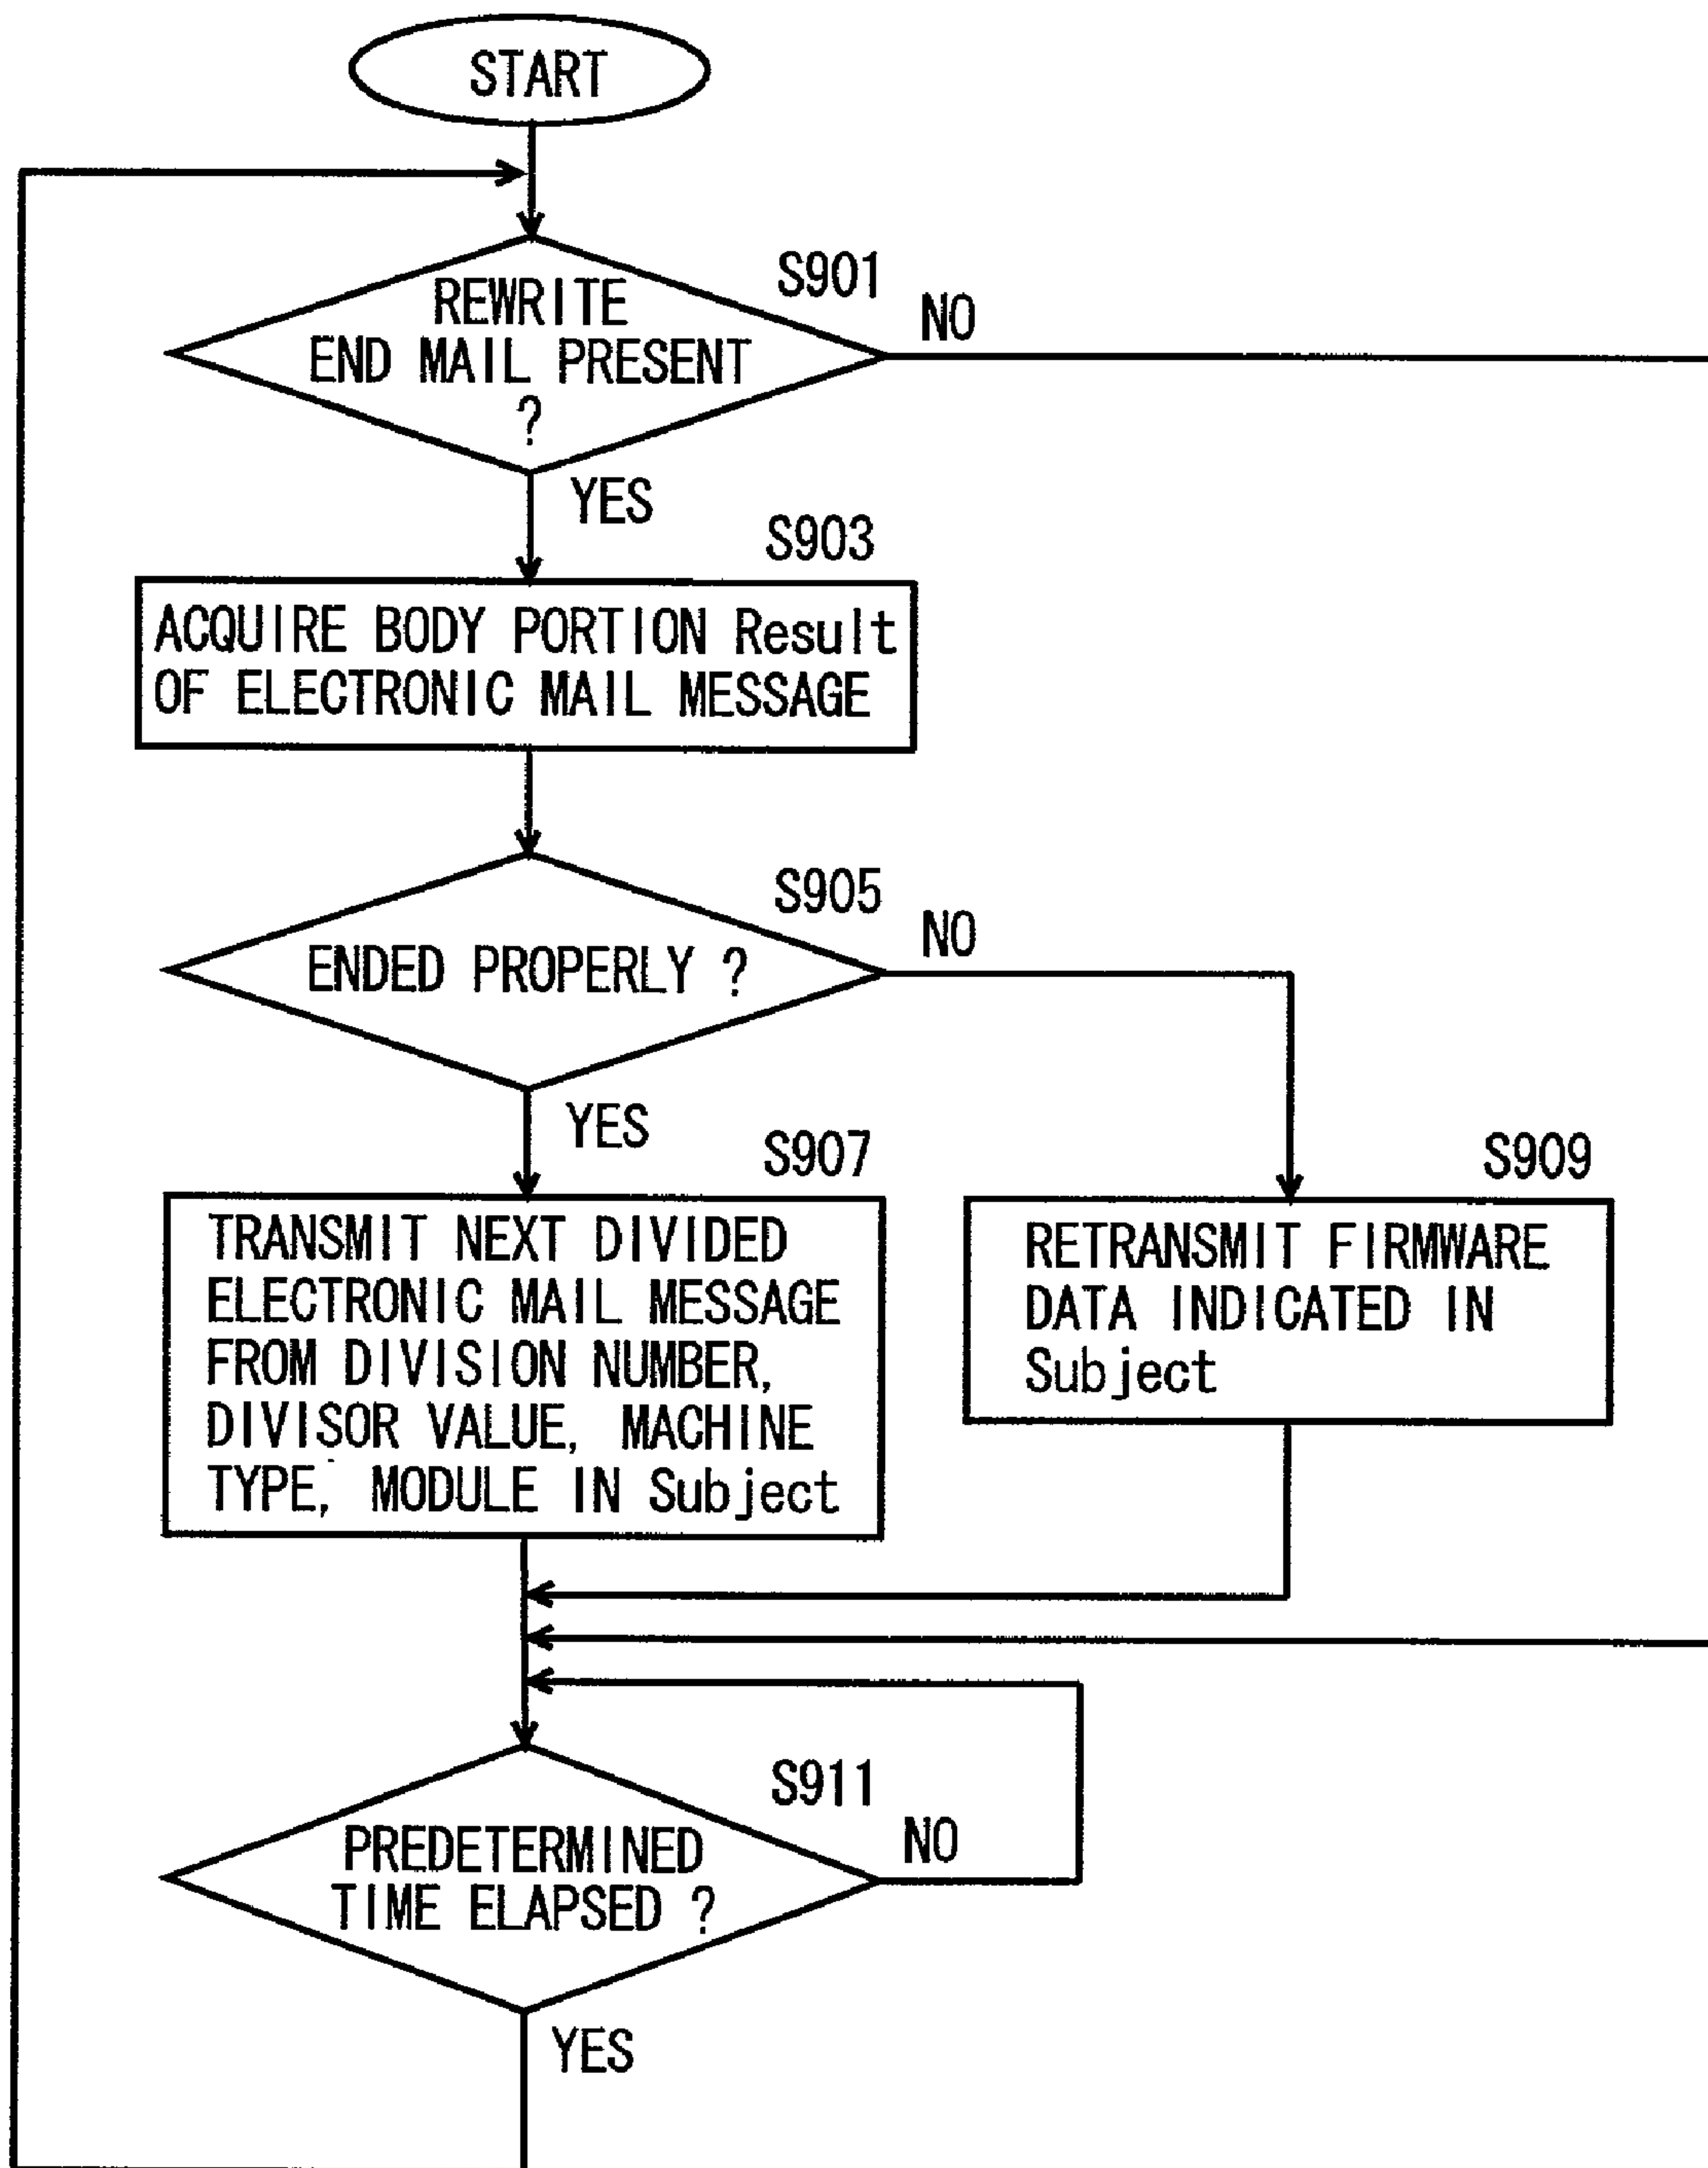 START
S901
REWRITE
END MAIL PRESENT
?
NO
YES
S903
ACQUIRE BODY PORTION Result
OF ELECTRONIC MAIL MESSAGE
S905
ENDED PROPERLY ?
NO
YES
S907
TRANSMIT NEXT DIVIDED
ELECTRONIC MAIL MESSAGE
FROM DIVISION NUMBER,
DIVISOR VALUE, MACHINE
TYPE, MODULE IN Subject
S909
RETRANSMIT FIRMWARE
DATA INDICATED IN
Subject
S911
PREDETERMINED
TIME ELAPSED ?
NO
YES